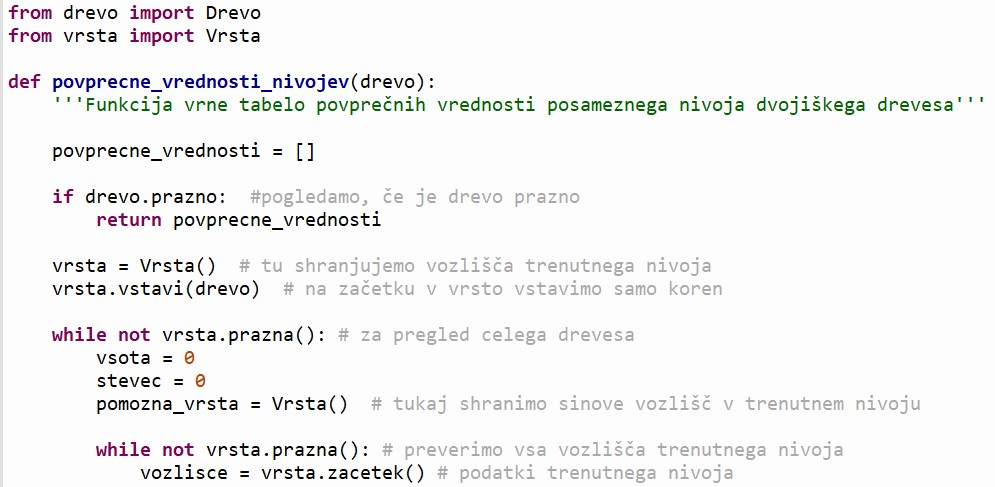 from drevo import Drevo
from vrsta import Vrsta

def povprecne_vrednosti_nivojev(drevo):
    '''Funkcija vrne tabelo povprečnih vrednosti posameznega nivoja dvojiškega drevesa'''

    povprecne_vrednosti = []

    if drevo.prazno:  #pogledamo, če je drevo prazno
        return povprecne_vrednosti

    vrsta = Vrsta()  # tu shranjujemo vozlišča trenutnega nivoja
    vrsta.vstavi(drevo)  # na začetku v vrsto vstavimo samo koren

    while not vrsta.prazna(): # za pregled celega drevesa
        vsota = 0
        stevec = 0
        pomozna_vrsta = Vrsta()  # tukaj shranimo sinove vozlišč v trenutnem nivoju

        while not vrsta.prazna(): # preverimo vsa vozlišča trenutnega nivoja
            vozlisce = vrsta.zacetek() # podatki trenutnega nivoja